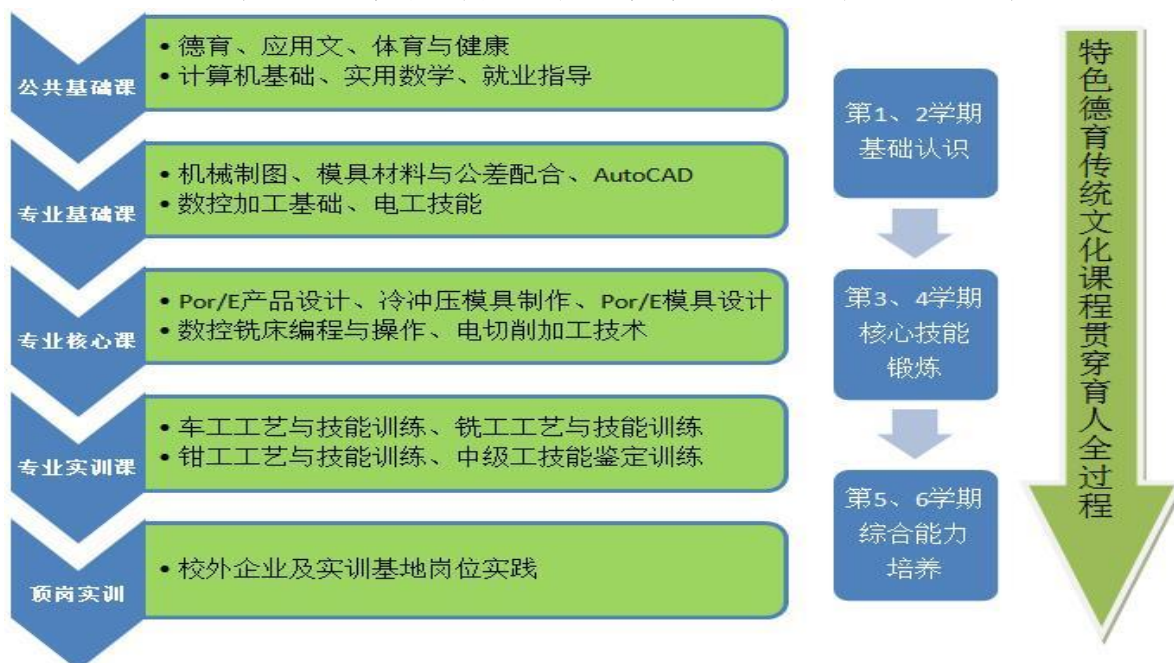 公共基础课
• 德育、应用文、体育与健康
• 计算机基础、实用数学、就业指导
专业基础课
• 机械制图、模具材料与公差配合、AutoCAD
• 数控加工基础、电工技能
专业核心课
• Por/E产品设计、冷冲压模具制作、Por/E模具设计
• 数控铣床编程与操作、电切削加工技术
专业实训课
• 车工工艺与技能训练、铣工工艺与技能训练
• 钳工工艺与技能训练、中级工技能鉴定训练
顶岗实训
• 校外企业及实训基地岗位实践
第1、2学期
基础认识
第3、4学期
核心技能
锻炼
第5、6学期
综合能力
培养
特色德育传统文化课程贯穿育人全过程